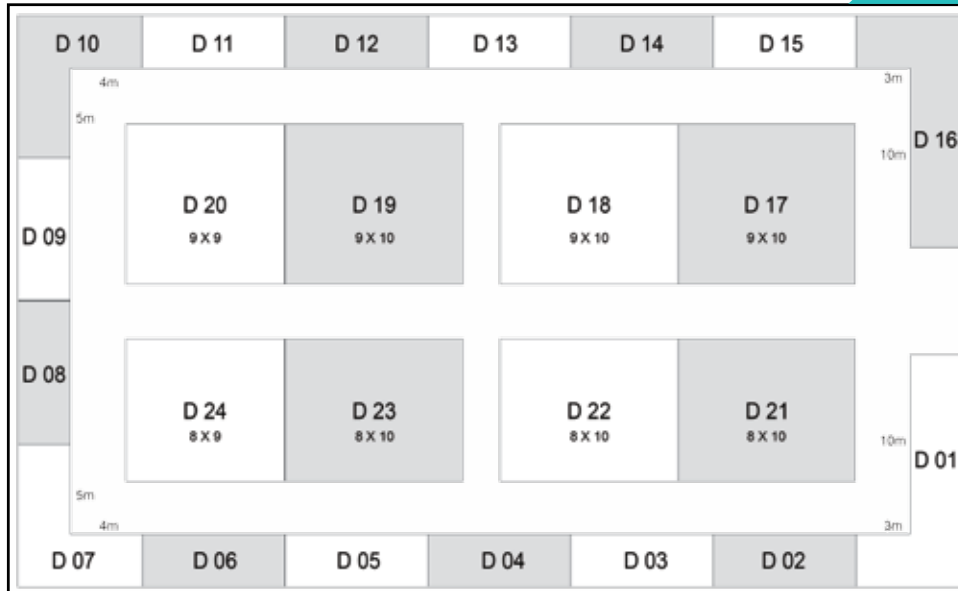 D 10
D 11
D 12
D 13
D 14
D 15
4m
3m
5m
D 16
10m
D 20
D 19
D 18
D 17
D 09
9 X 9
9 X 10
9 X 10
9 X 10
D 08
D 24
D 23
D 22
D 21
8 X 9
8 X 10
8 X 10
8 X 10
10m
D 01
5m
4m
3m
D 07
D 06
D 05
D 04
D 03
D 02